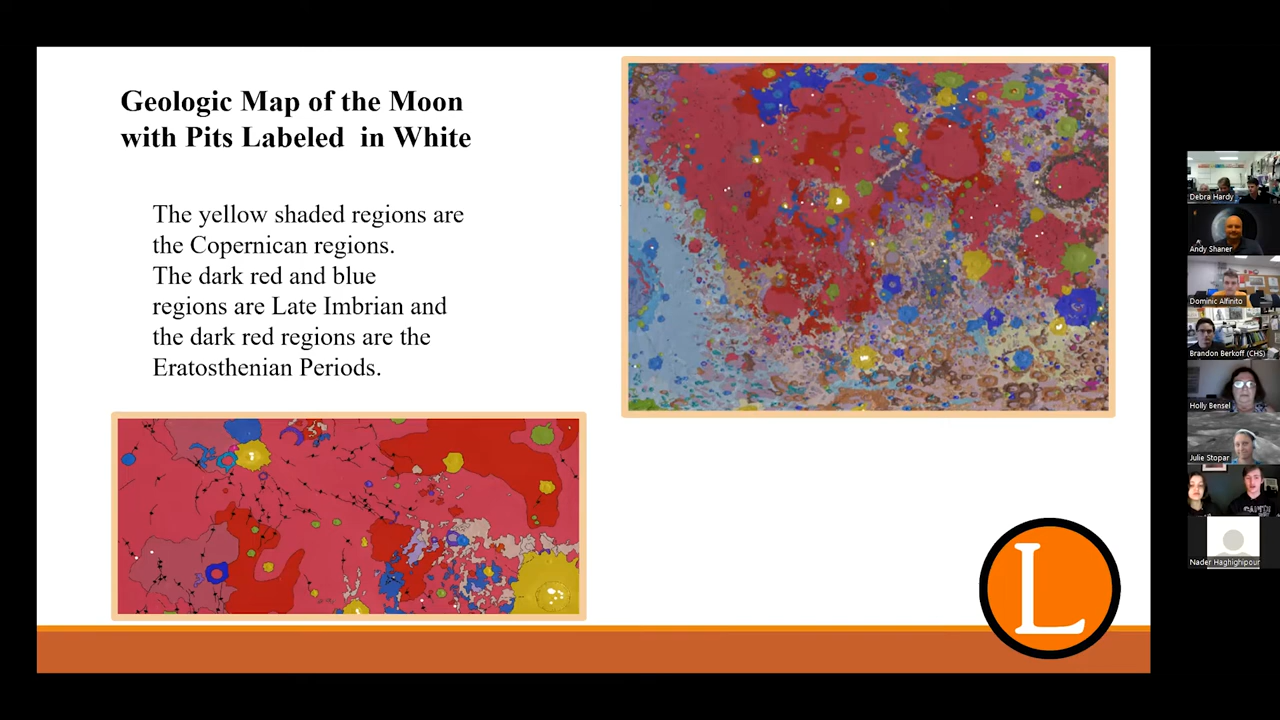 Geologic Map of the Moon
with Pits Labeled in White
The yellow shaded regions are
the Copernican regions.
The dark red and blue
regions are Late Imbrian and
the dark red regions are the
Eratosthenian Periods.
L
Debra Hardy
Andy Shaner
Dominic Alfinito
Brandon Berkoff (CHS)
Holly Bensel
Julie Stopar
Nader Haghighipour